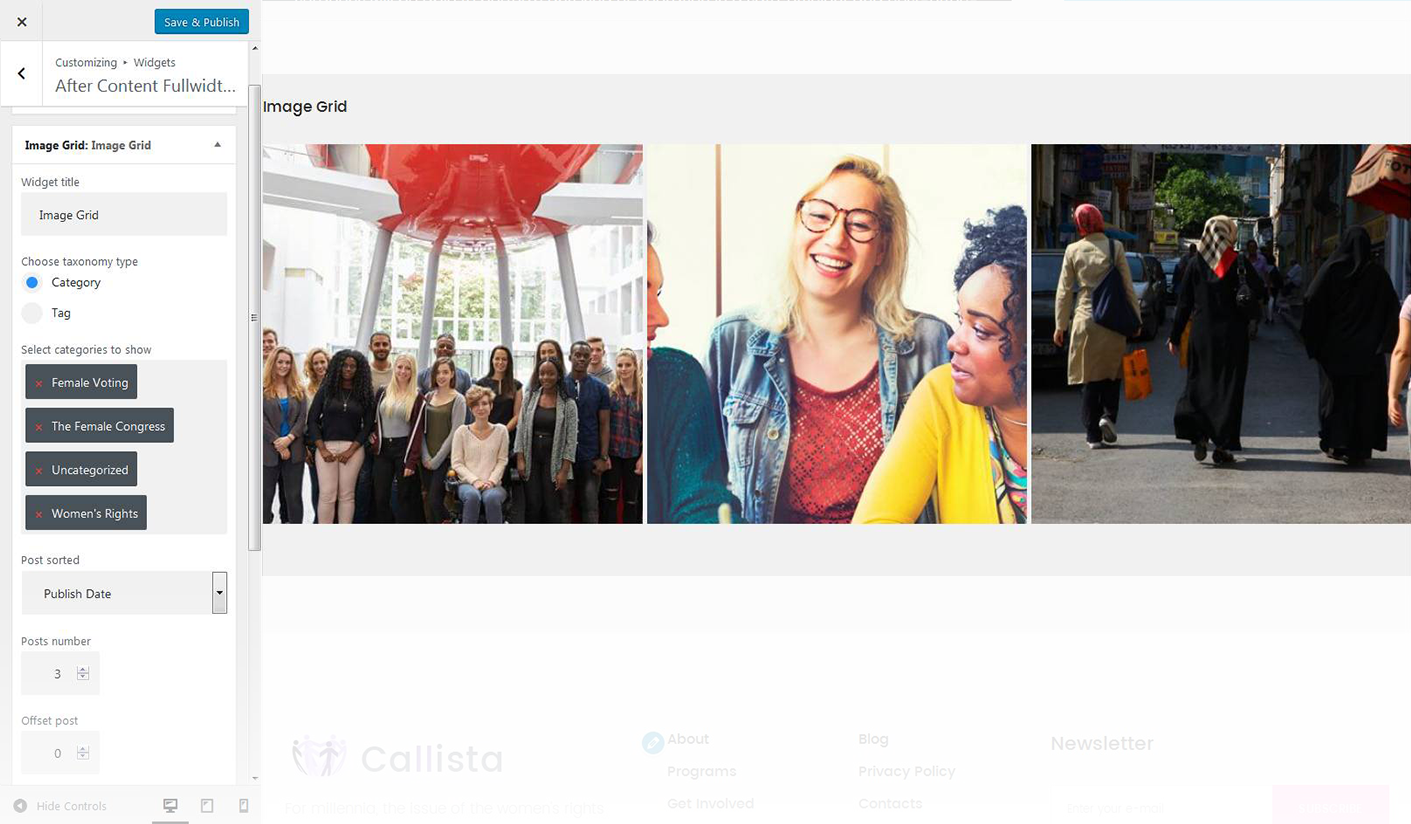 Save & Publish
Customizing ▸ Widgets
After Content Fullwidt...
Image Grid: Image Grid
Widget title
Image Grid
Choose taxonomy type
Category
Tag
Select categories to show
× Female Voting
× The Female Congress
× Uncategorized
× Women's Rights
Post sorted
Publish Date
Posts number
3
Offset post
0
Hide Controls
Image Grid
Callista
For millennia, the issue of the women's rights
About
Programs
Get Involved
Blog
Privacy Policy
Contacts
Newsletter
Enter your e-mail